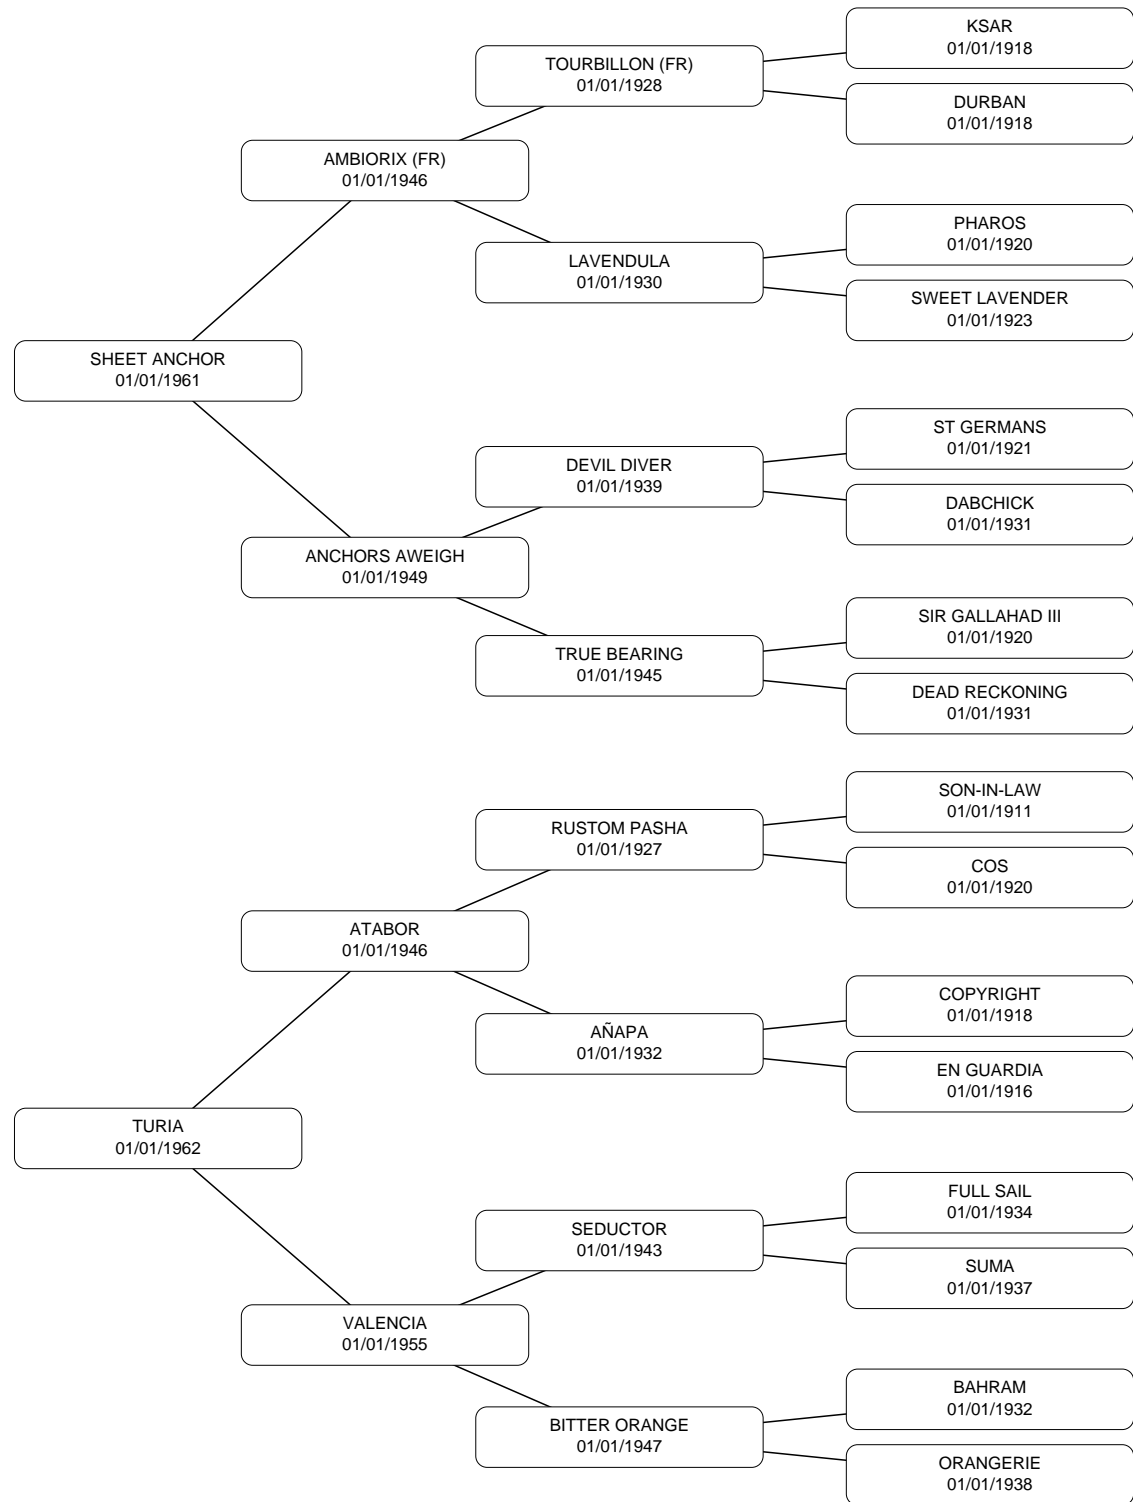 KSAR
01/01/1918
TOURBILLON (FR)
01/01/1928
DURBAN
01/01/1918
AMBIORIX (FR)
01/01/1946
PHAROS
01/01/1920
LAVENDULA
01/01/1930
SWEET LAVENDER
01/01/1923
SHEET ANCHOR
01/01/1961
ST GERMANS
01/01/1921
DEVIL DIVER
01/01/1939
DABCHICK
01/01/1931
ANCHORS AWEIGH
01/01/1949
SIR GALLAHAD III
01/01/1920
TRUE BEARING
01/01/1945
DEAD RECKONING
01/01/1931
SON-IN-LAW
01/01/1911
RUSTOM PASHA
01/01/1927
COS
01/01/1920
ATABOR
01/01/1946
COPYRIGHT
01/01/1918
AÑAPA
01/01/1932
EN GUARDIA
01/01/1916
TURIA
01/01/1962
FULL SAIL
01/01/1934
SEDUCTOR
01/01/1943
SUMA
01/01/1937
VALENCIA
01/01/1955
BAHRAM
01/01/1932
BITTER ORANGE
01/01/1947
ORANGERIE
01/01/1938